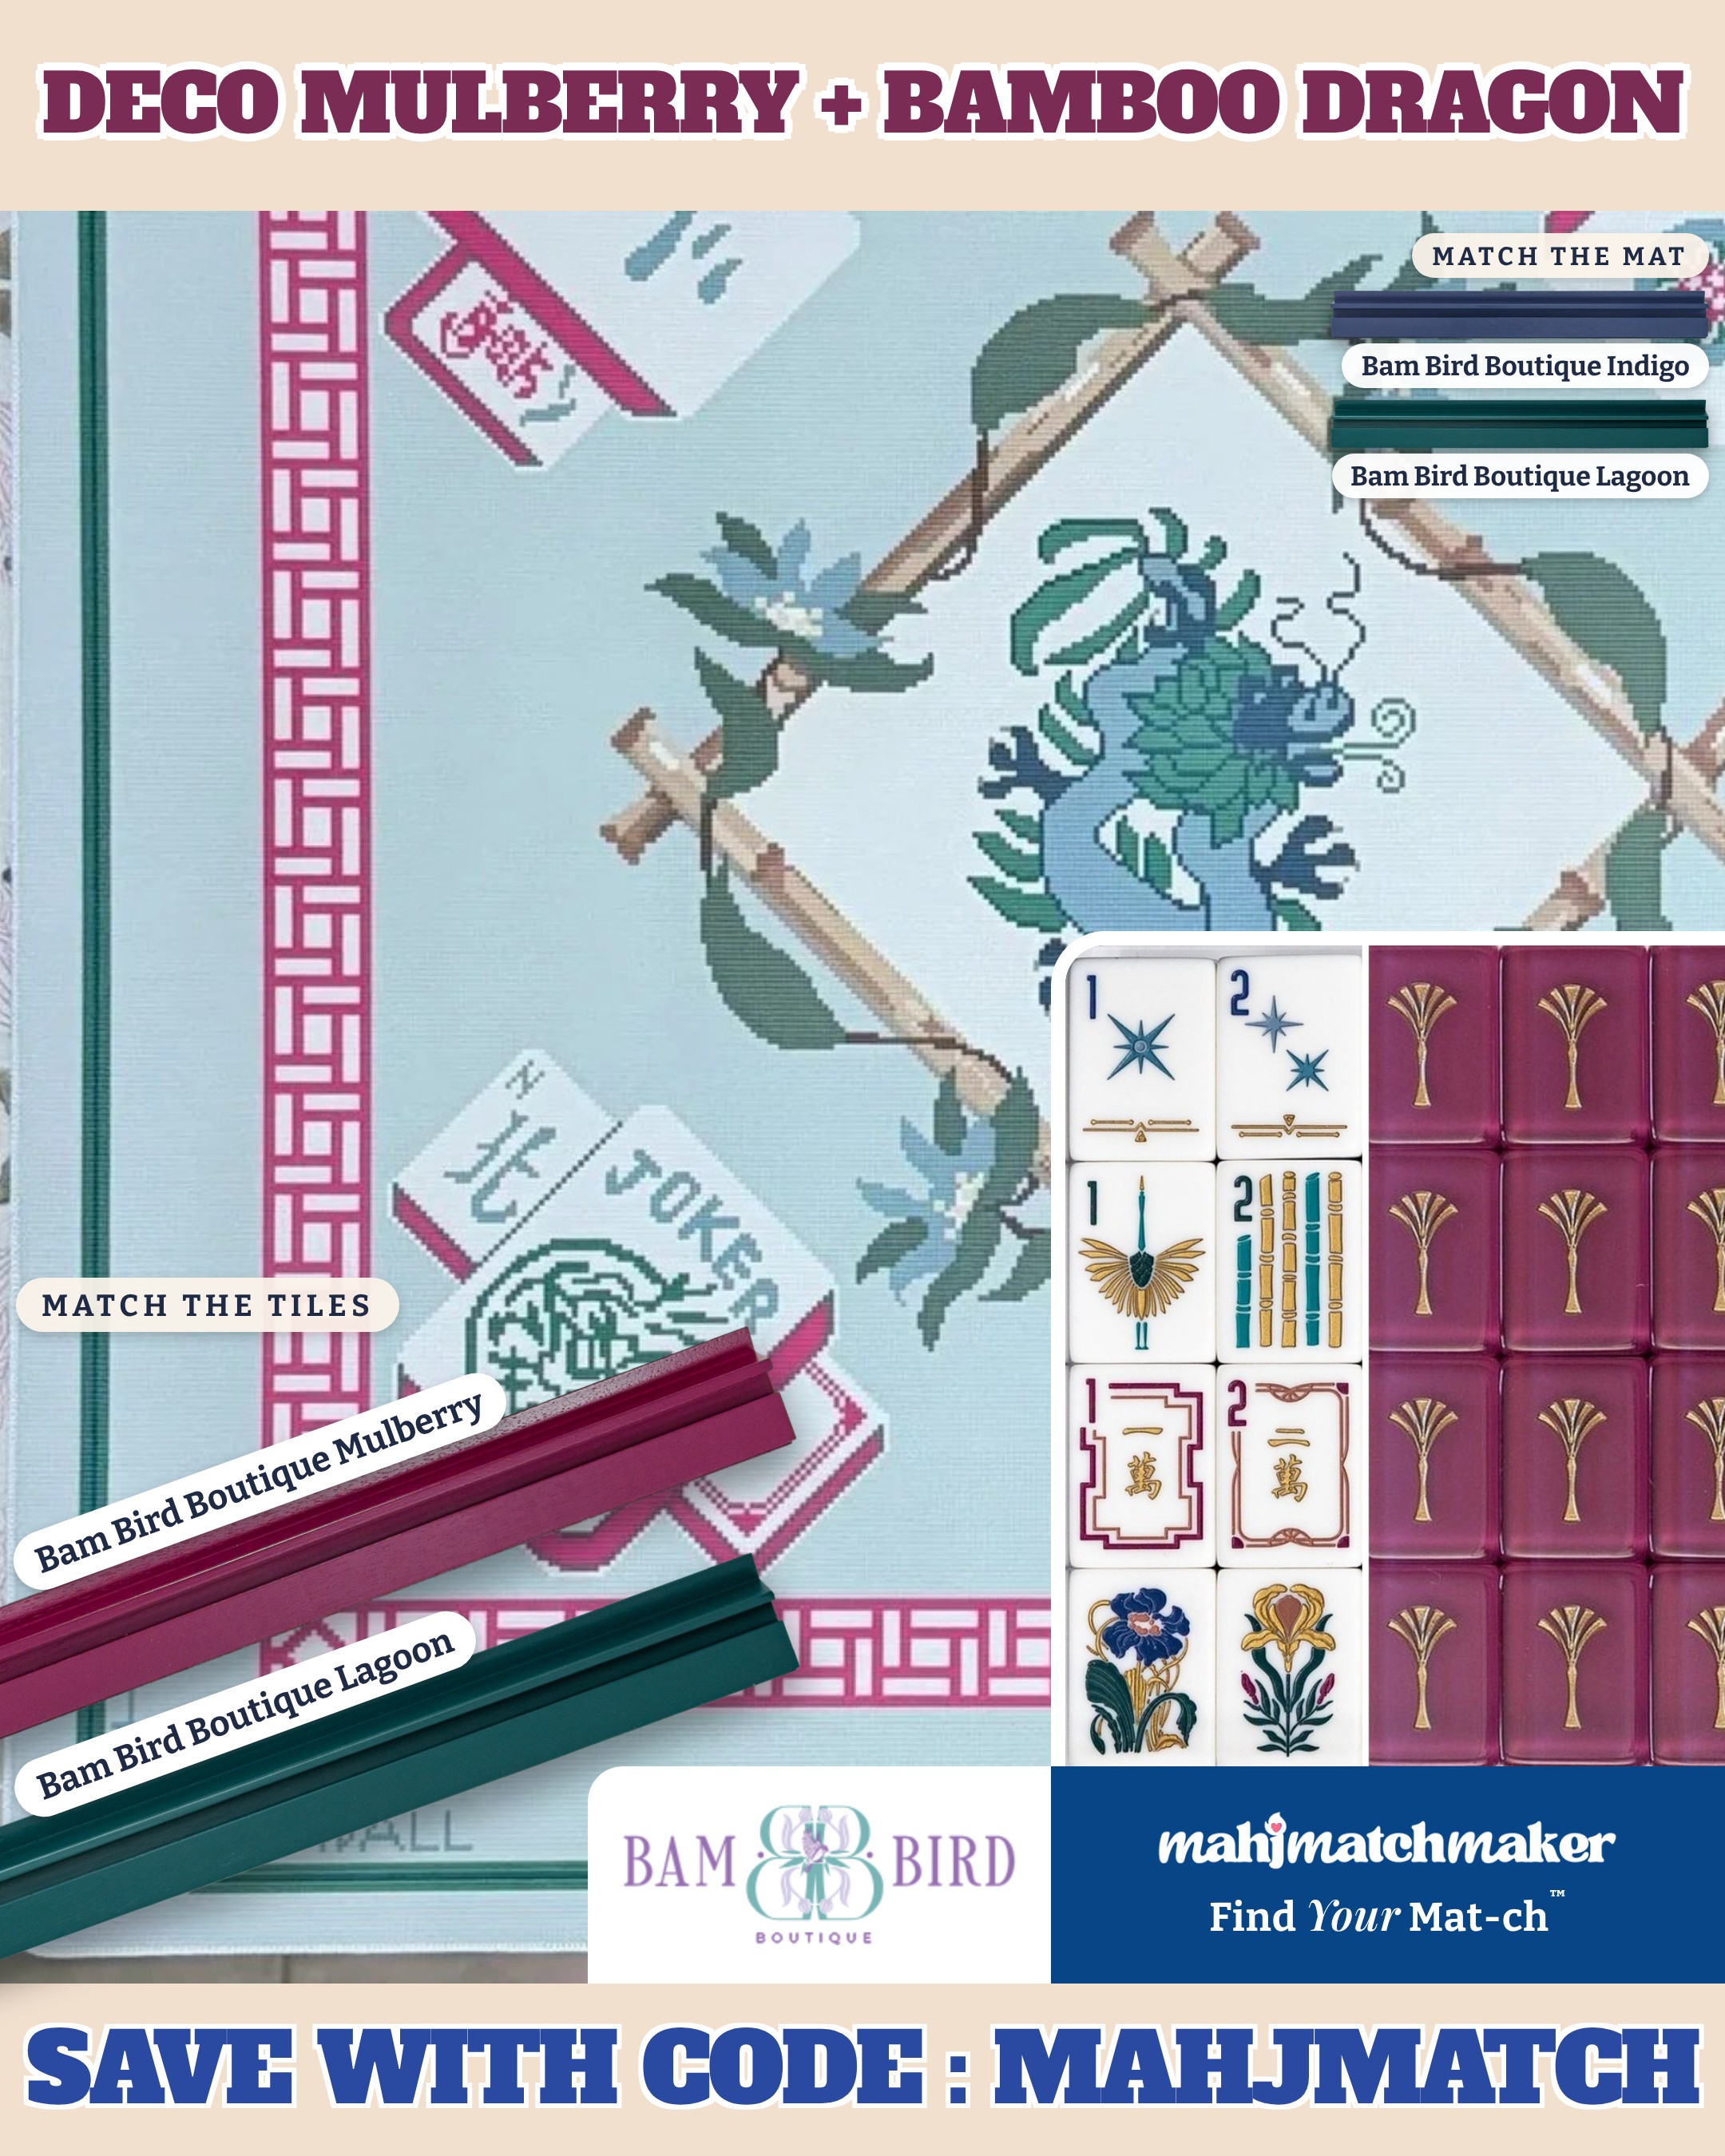 DECO MULBERRY + BAMBOO DRAGON
MATCH THE MAT
Bam Bird Boutique Indigo
Bam Bird Boutique Lagoon
N
北
JOKER
MATCH THE TILES
Bam Bird Boutique Mulberry
Bam Bird Boutique Lagoon
1
2
1
2
1
一
萬
2
二
萬
BAM BIRD
BOUTIQUE
mahjmatchmaker
Find Your Mat-ch™
SAVE WITH CODE : MAHJMATCH